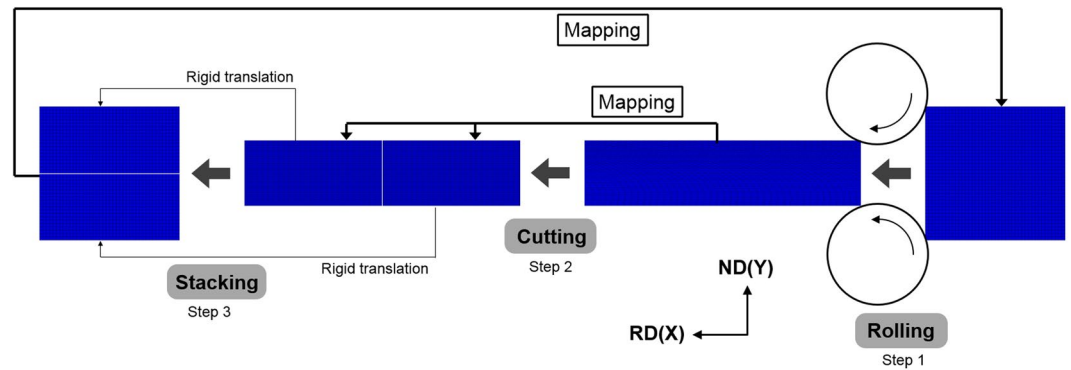 Mapping
Rigid translation
Mapping
Cutting
Step 2
Rigid translation
Stacking
Step 3
ND(Y)
RD(X)
Rolling
Step 1